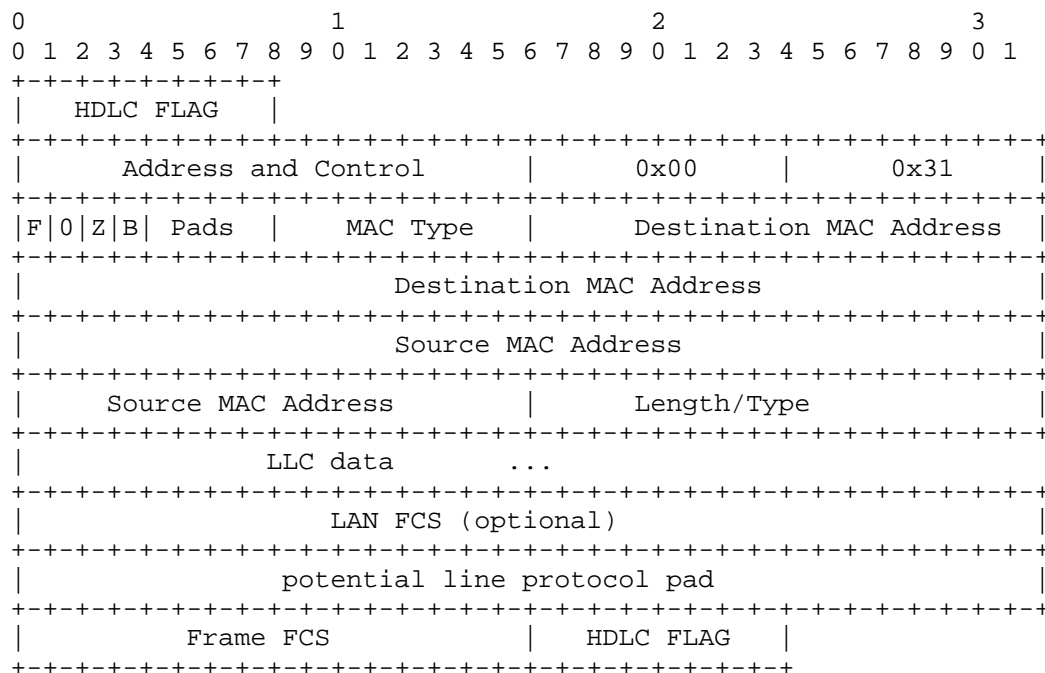 0                   1                   2                   3
0 1 2 3 4 5 6 7 8 9 0 1 2 3 4 5 6 7 8 9 0 1 2 3 4 5 6 7 8 9 0 1
+-+-+-+-+-+-+-+-+
|   HDLC FLAG   |
+-+-+-+-+-+-+-+-+-+-+-+-+-+-+-+-+-+-+-+-+-+-+-+-+-+-+-+-+-+-+-+-+
|      Address and Control      |      0x00     |      0x31     |
+-+-+-+-+-+-+-+-+-+-+-+-+-+-+-+-+-+-+-+-+-+-+-+-+-+-+-+-+-+-+-+-+
|F|0|Z|B| Pads  |    MAC Type   |      Destination MAC Address  |
+-+-+-+-+-+-+-+-+-+-+-+-+-+-+-+-+-+-+-+-+-+-+-+-+-+-+-+-+-+-+-+-+
|                       Destination MAC Address                 |
+-+-+-+-+-+-+-+-+-+-+-+-+-+-+-+-+-+-+-+-+-+-+-+-+-+-+-+-+-+-+-+-+
|                       Source MAC Address                      |
+-+-+-+-+-+-+-+-+-+-+-+-+-+-+-+-+-+-+-+-+-+-+-+-+-+-+-+-+-+-+-+-+
|     Source MAC Address        |      Length/Type              |
+-+-+-+-+-+-+-+-+-+-+-+-+-+-+-+-+-+-+-+-+-+-+-+-+-+-+-+-+-+-+-+-+
|               LLC data       ...
+-+-+-+-+-+-+-+-+-+-+-+-+-+-+-+-+-+-+-+-+-+-+-+-+-+-+-+-+-+-+-+-+
|                   LAN FCS (optional)                          |
+-+-+-+-+-+-+-+-+-+-+-+-+-+-+-+-+-+-+-+-+-+-+-+-+-+-+-+-+-+-+-+-+
|                potential line protocol pad                    |
+-+-+-+-+-+-+-+-+-+-+-+-+-+-+-+-+-+-+-+-+-+-+-+-+-+-+-+-+-+-+-+-+
|          Frame FCS            |   HDLC FLAG   |
+-+-+-+-+-+-+-+-+-+-+-+-+-+-+-+-+-+-+-+-+-+-+-+-+